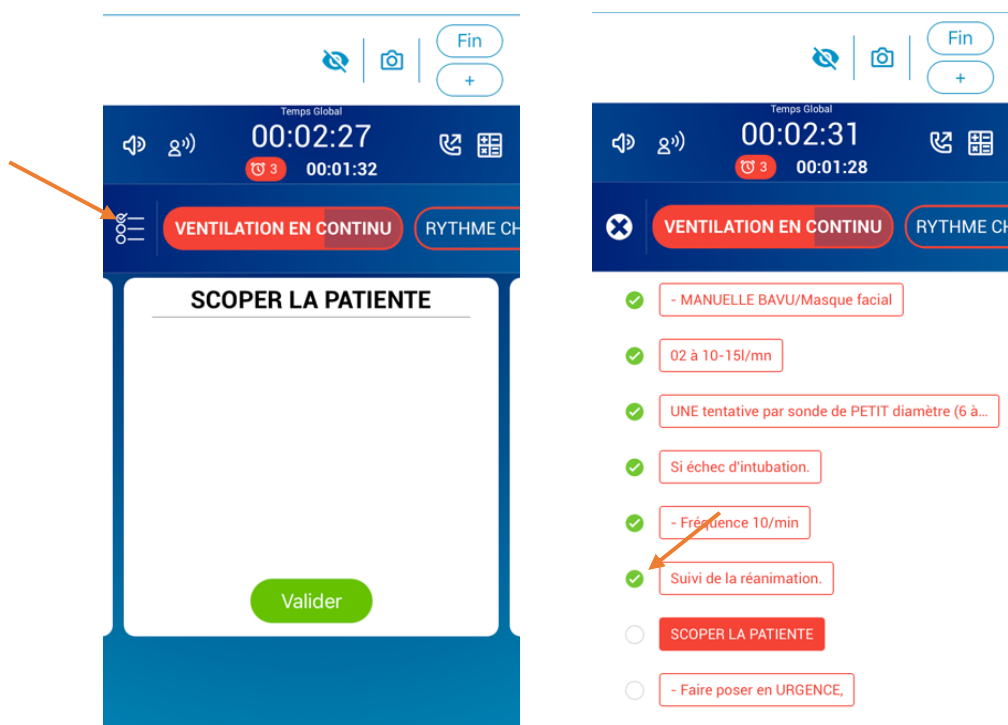 Fin
+
Temps Global
00:02:27
3 00:01:32
VENTILATION EN CONTINU
RYTHME CH
SCOPER LA PATIENTE
Valider
Fin
+
Temps Global
00:02:31
3 00:01:28
VENTILATION EN CONTINU
RYTHME CH
- MANUELLE BAVU/Masque facial
02 à 10-15l/mn
UNE tentative par sonde de PETIT diamètre (6 à...
Si échec d'intubation.
- Fréquence 10/min
Suivi de la réanimation.
SCOPER LA PATIENTE
- Faire poser en URGENCE,